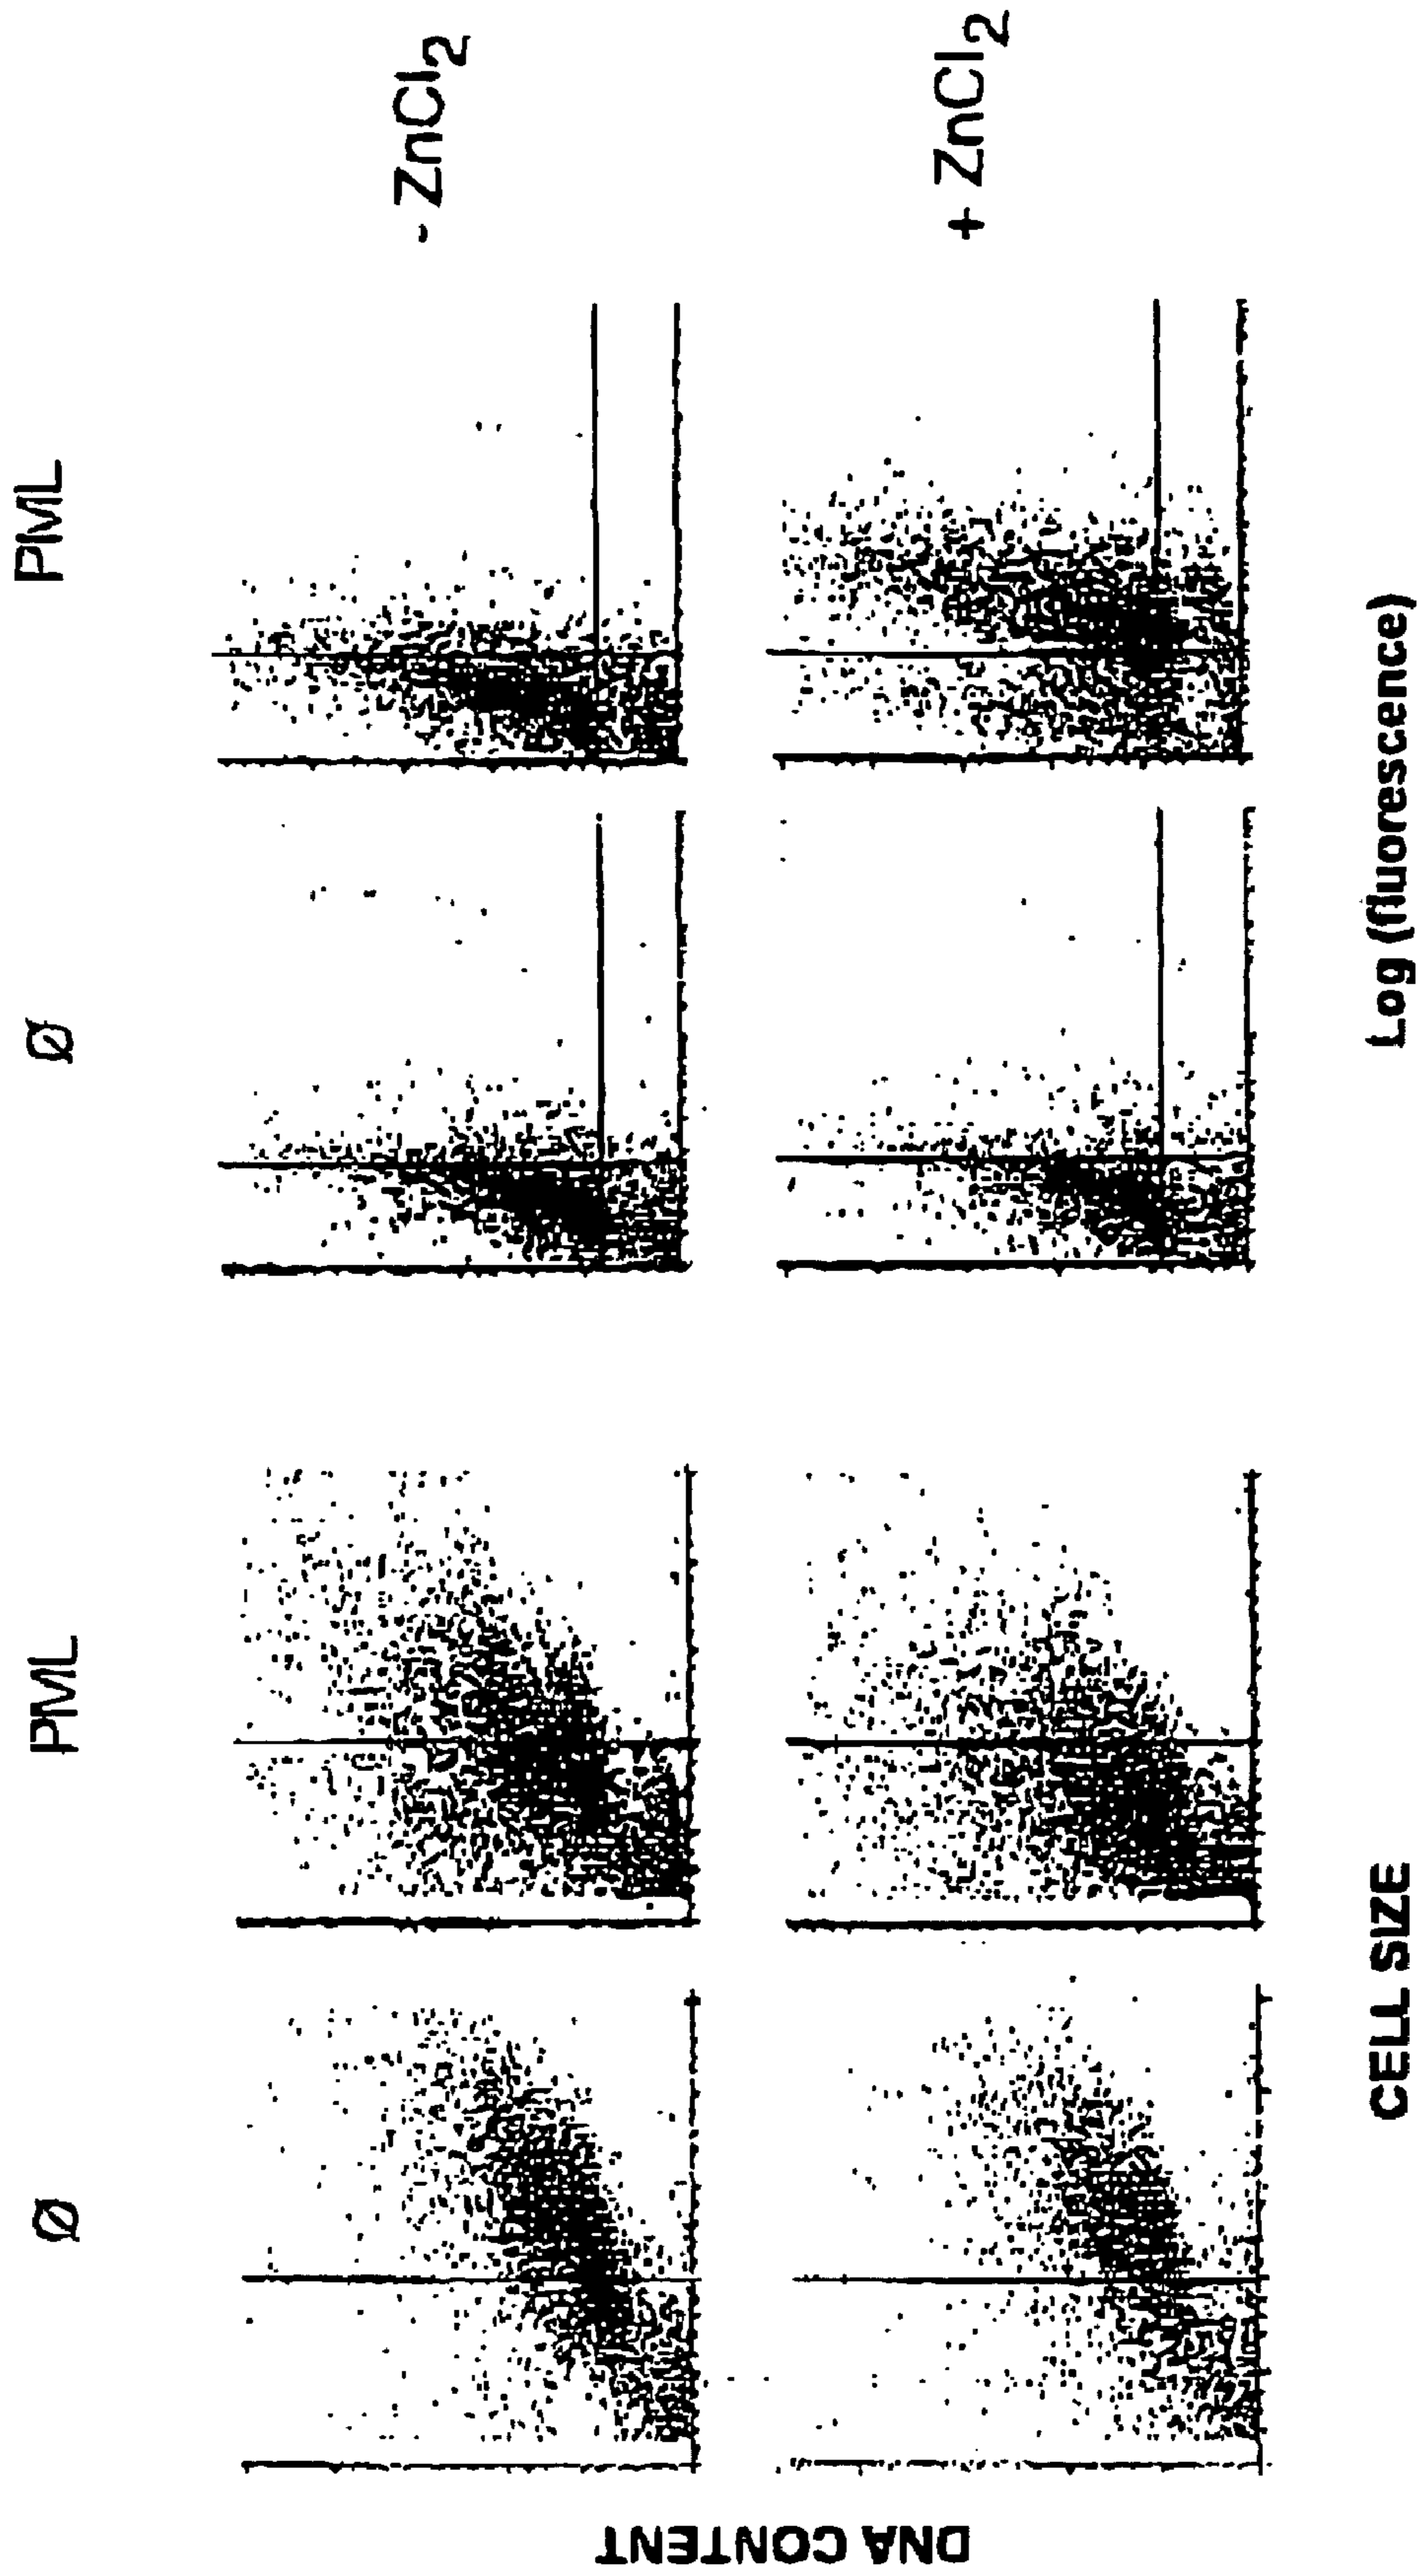 Ø PML Ø PML
- ZnCl2
+ ZnCl2
DNA CONTENT
CELL SIZE Log (fluorescence)